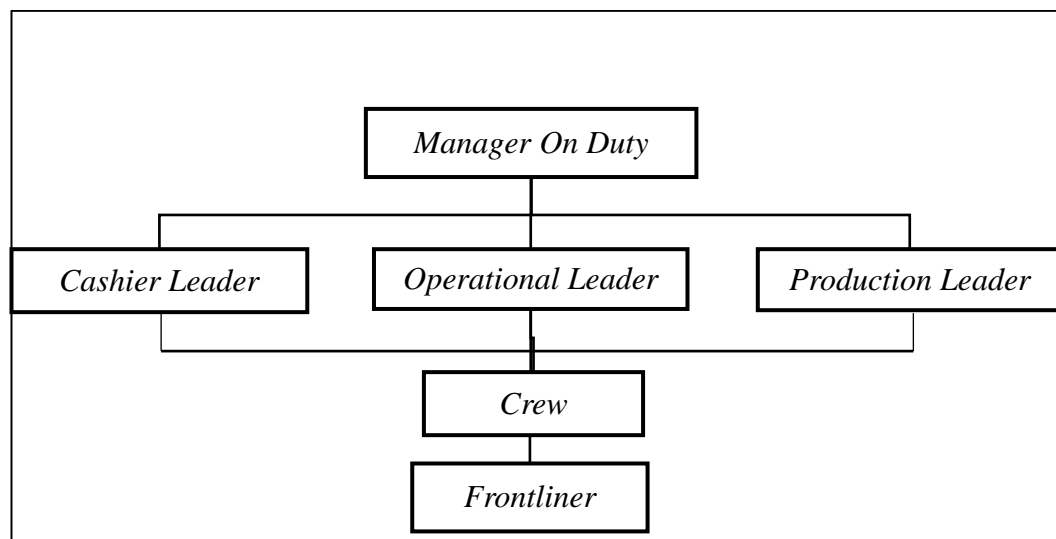 Manager On Duty
Cashier Leader
Operational Leader
Production Leader
Crew
Frontliner